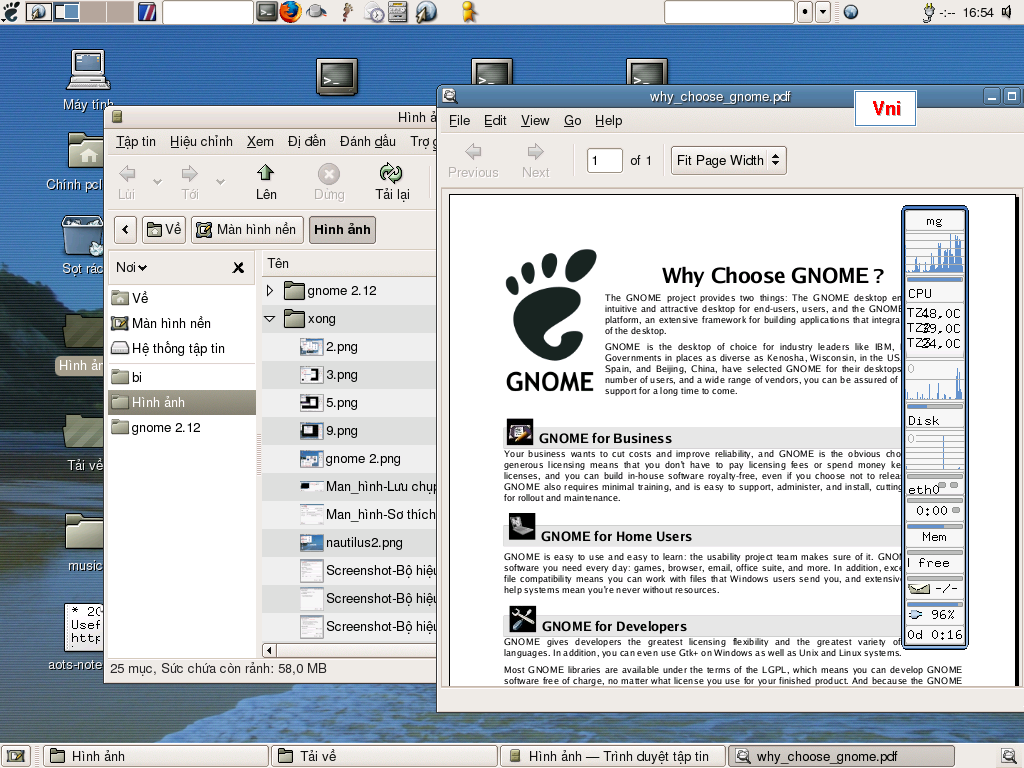 -:-- 16:54
Máy tính
Chính pcl
Sọt rác
Hình ả
Tải về
music
* 20
Usef
http
aots-note
Hình ả
Tập tin Hiệu chỉnh Xem Đị đến Đánh dấu Trợ g
Lùi Tới Lên Dừng Tải lại
Về Màn hình nền Hình ảnh
Nơi
Về
Màn hình nền
Hệ thống tập tin
bi
Hình ảnh
gnome 2.12
Tên
gnome 2.12
xong
2.png
3.png
5.png
9.png
gnome 2.png
Man_hình-Lưu chụp
Man_hình-Sơ thích
nautilus2.png
Screenshot-Bộ hiệu
Screenshot-Bộ hiệu
Screenshot-Bộ hiệu
25 mục, Sức chứa còn rảnh: 58,0 MB
why_choose_gnome.pdf
Vni
File Edit View Go Help
Previous Next 1 of 1 Fit Page Width
GNOME
Why Choose GNOME ?
The GNOME project provides two things: The GNOME desktop en
intuitive and attractive desktop for end-users, users, and the GNOME
platform, an extensive framework for building applications that integra
of the desktop.
GNOME is the desktop of choice for industry leaders like IBM,
Governments in places as diverse as Kenosha, Wisconsin, in the US
Spain, and Beijing, China, have selected GNOME for their desktops
number of users, and a wide range of vendors, you can be assured of
support for a long time to come.
GNOME for Business
Your business wants to cut costs and improve reliability, and GNOME is the obvious cho
generous licensing means that you don't have to pay licensing fees or spend money ke
licenses, and you can build in-house software royalty-free, even if you choose not to relea
GNOME also requires minimal training, and is easy to support, administer, and install, cutting
for rollout and maintenance.
GNOME for Home Users
GNOME is easy to use and easy to learn: the usability project team makes sure of it. GNO
software you need every day: games, browser, email, office suite, and more. In addition, exce
file compatibility means you can work with files that Windows users send you, and extensive
help systems mean you're never without resources.
GNOME for Developers
GNOME gives developers the greatest licensing flexibility and the greatest variety of
languages. In addition, you can even use Gtk+ on Windows as well as Unix and Linux systems.
Most GNOME libraries are available under the terms of the LGPL, which means you can develop GNOME
software free of charge, no matter what license you use for your finished product. And because the GNOME
mg
CPU
48.0C
39.0C
34.0C
0
Disk
0
eth0
0:00
Mem
free
-/-
96%
0d 0:16
Hình ảnh
Tải về
Hình ảnh — Trình duyệt tập tin
why_choose_gnome.pdf